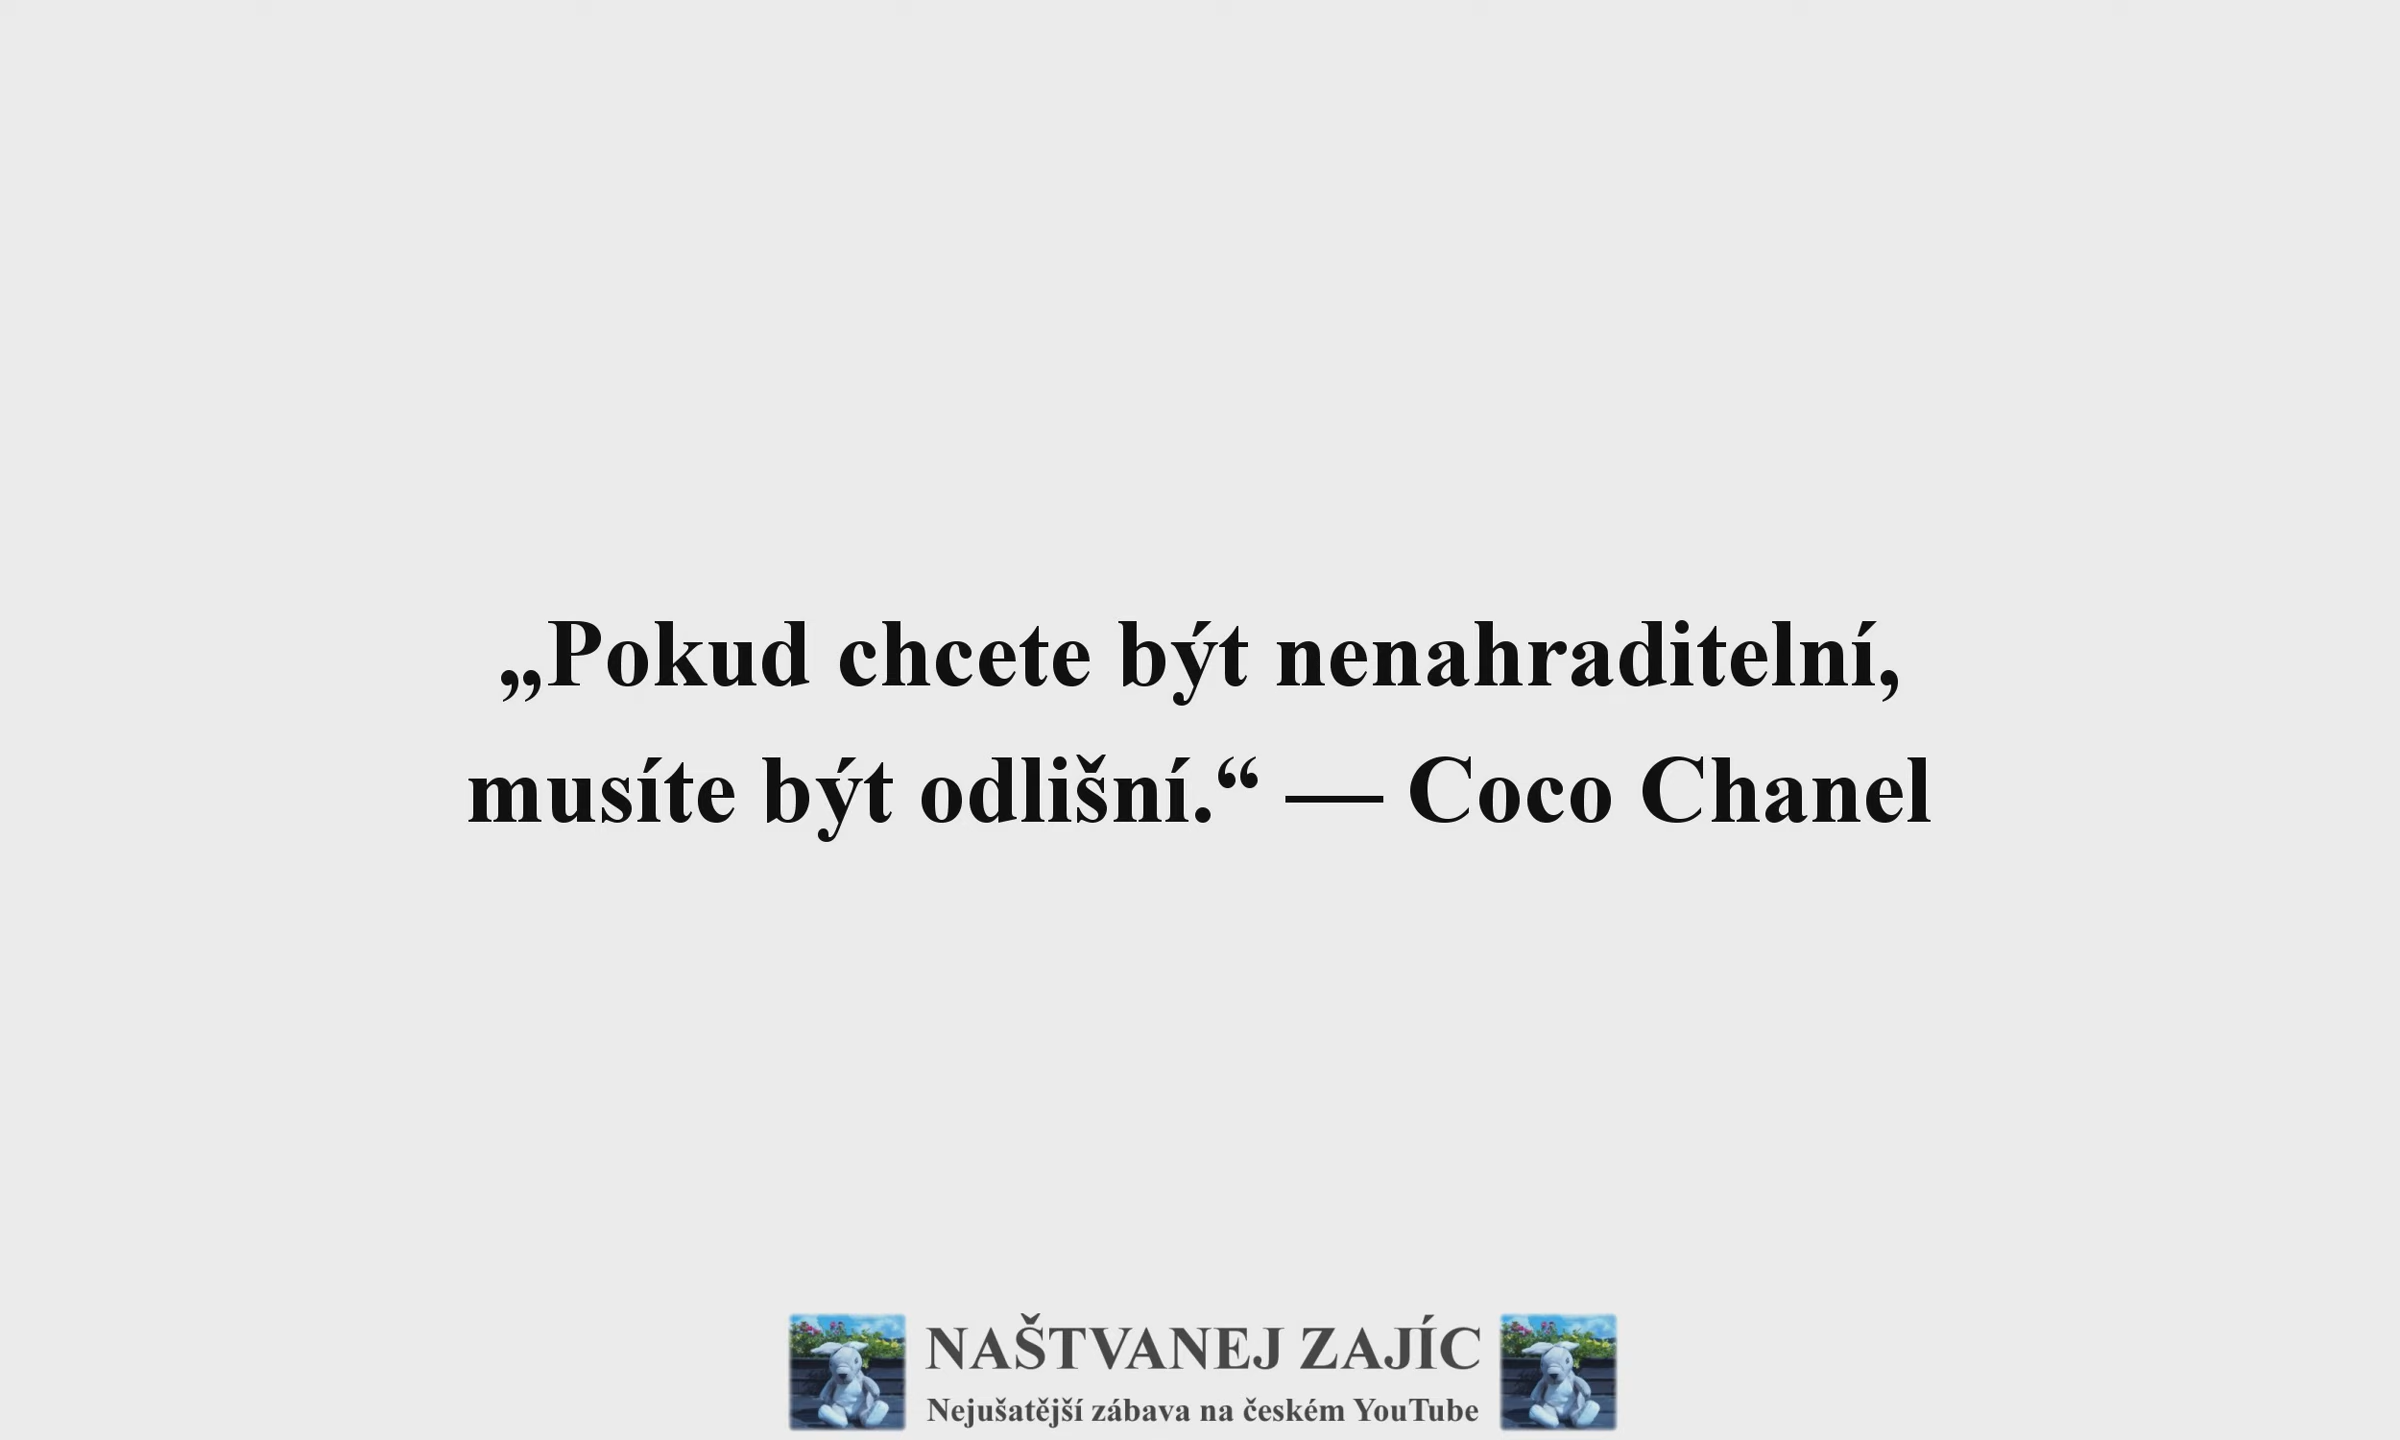 „Pokud chcete být nenahraditelní,
musíte být odlišní.“ — Coco Chanel
NAŠTVANEJ ZAJÍC
Nejušatější zábava na českém YouTube